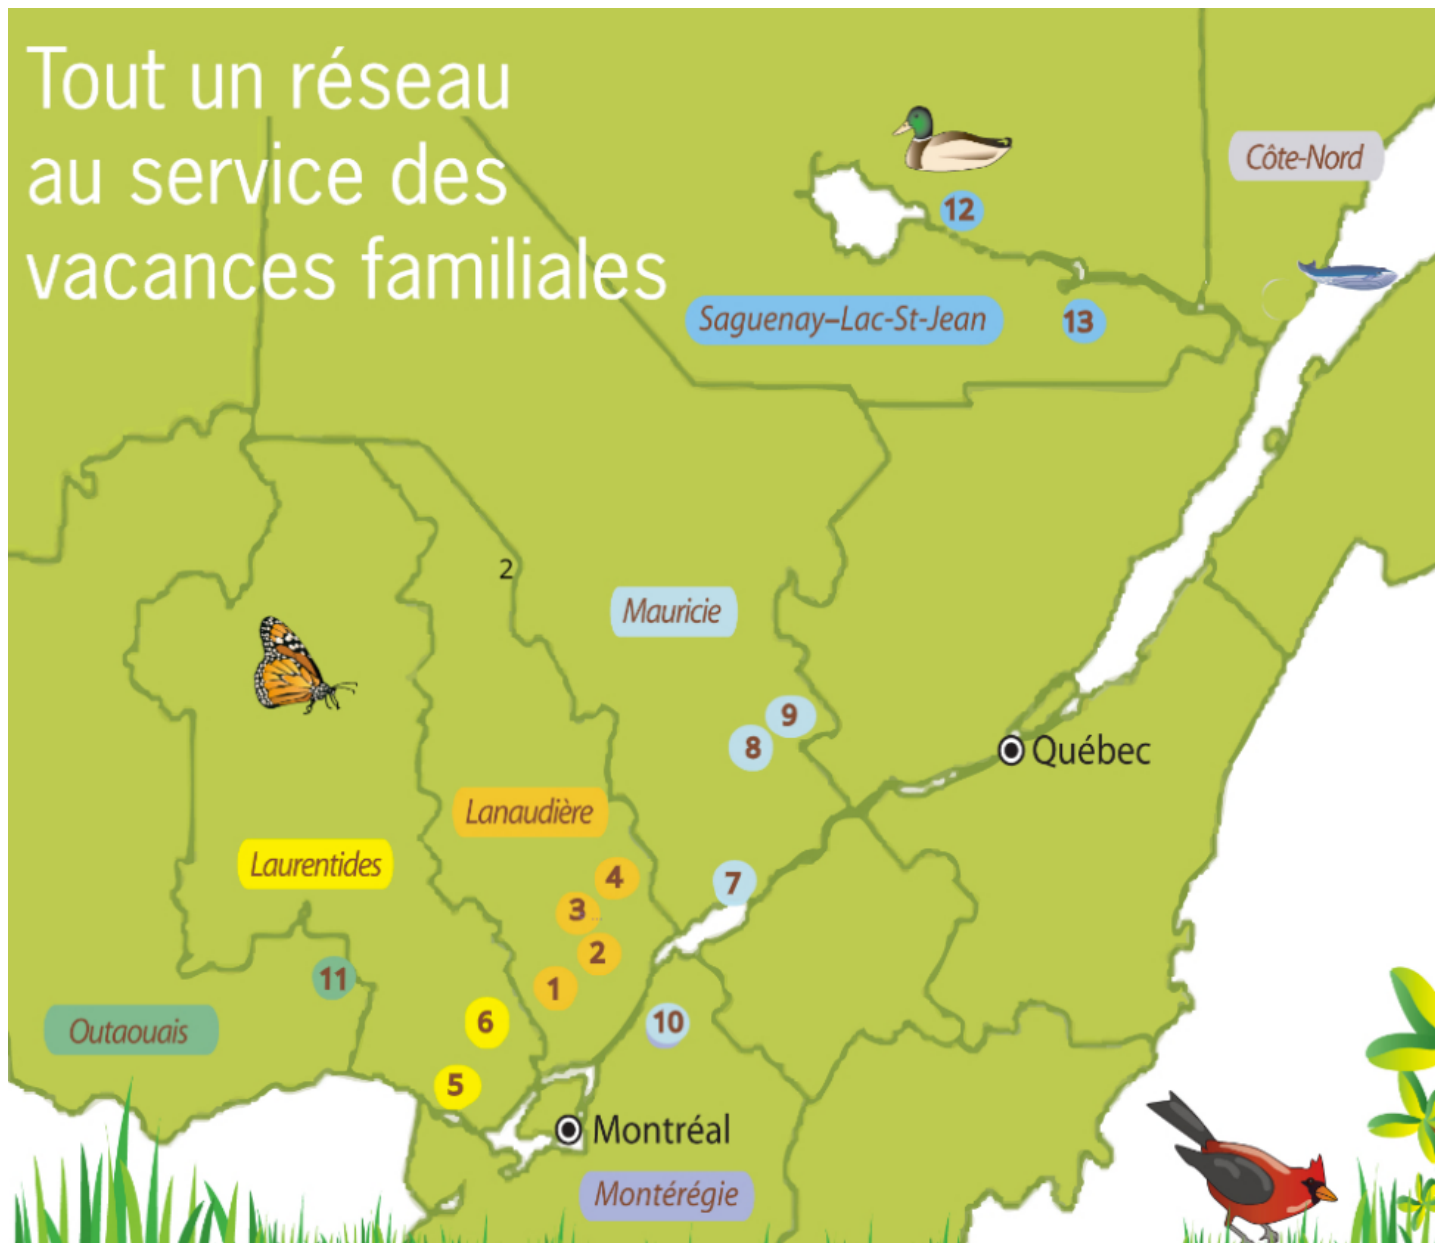 Tout un réseau
au service des
vacances familiales
Côte-Nord
12
Saguenay–Lac-St-Jean
13
2
Mauricie
9
8
Québec
Lanaudière
Laurentides
4
7
3
2
11
1
6
10
Outaouais
5
Montréal
Montérégie